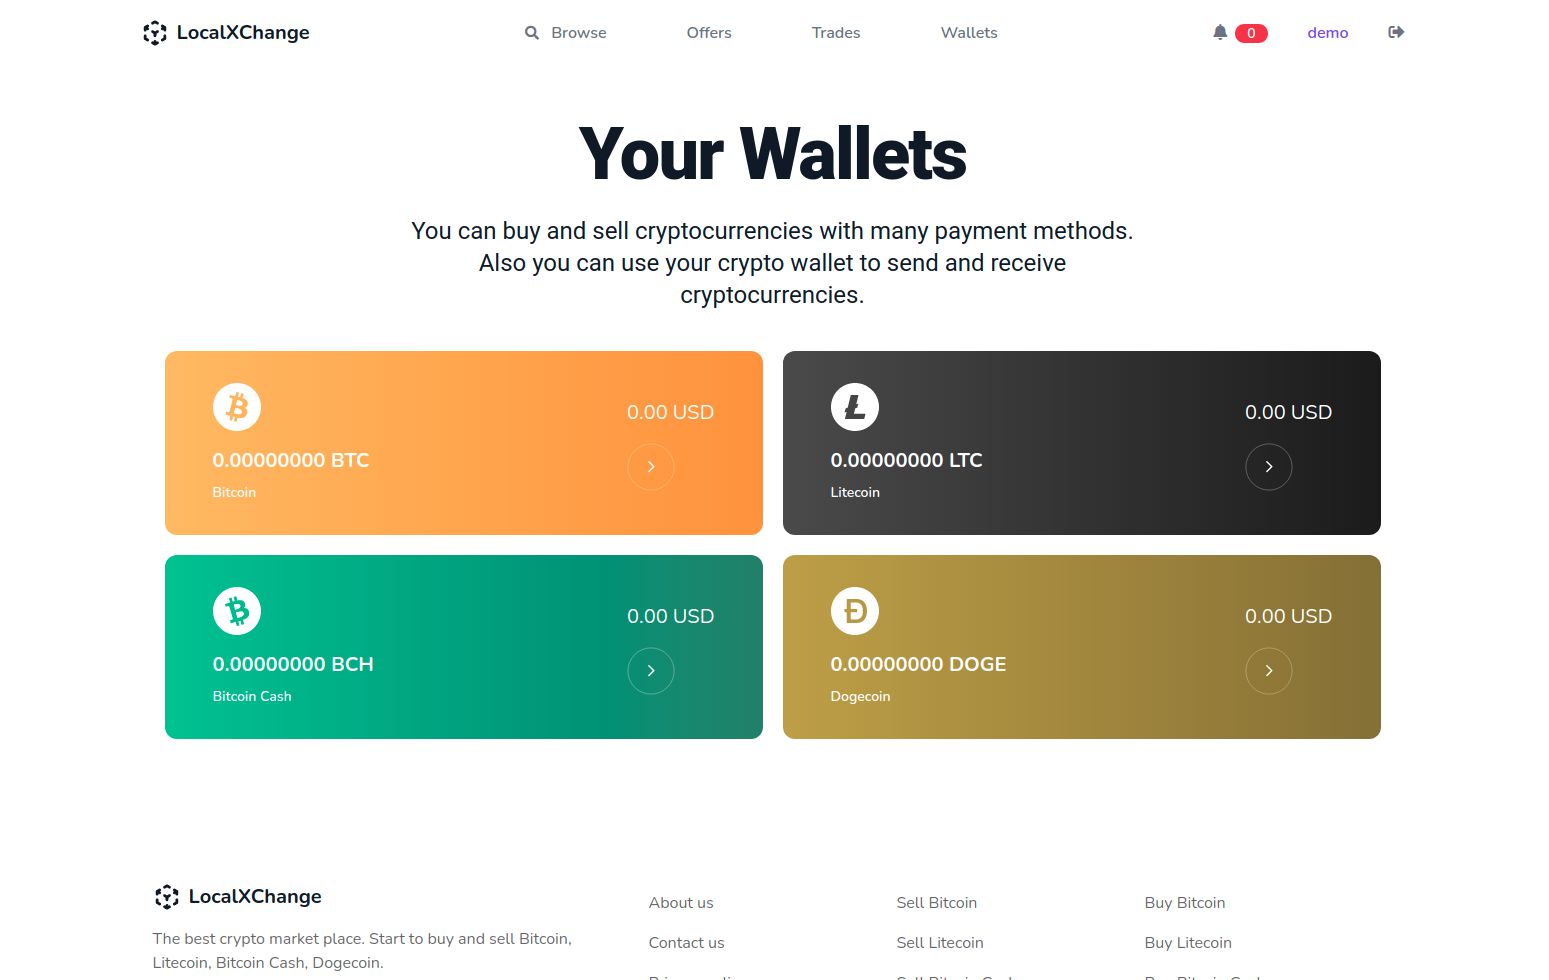 LocalXChange
Browse
Offers
Trades
Wallets
0
demo
Your Wallets
You can buy and sell cryptocurrencies with many payment methods.
Also you can use your crypto wallet to send and receive
cryptocurrencies.
0.00 USD
0.00000000 BTC
Bitcoin
0.00 USD
0.00000000 LTC
Litecoin
0.00 USD
0.00000000 BCH
Bitcoin Cash
0.00 USD
0.00000000 DOGE
Dogecoin
LocalXChange
The best crypto market place. Start to buy and sell Bitcoin,
Litecoin, Bitcoin Cash, Dogecoin.
About us
Contact us
Sell Bitcoin
Sell Litecoin
Buy Bitcoin
Buy Litecoin